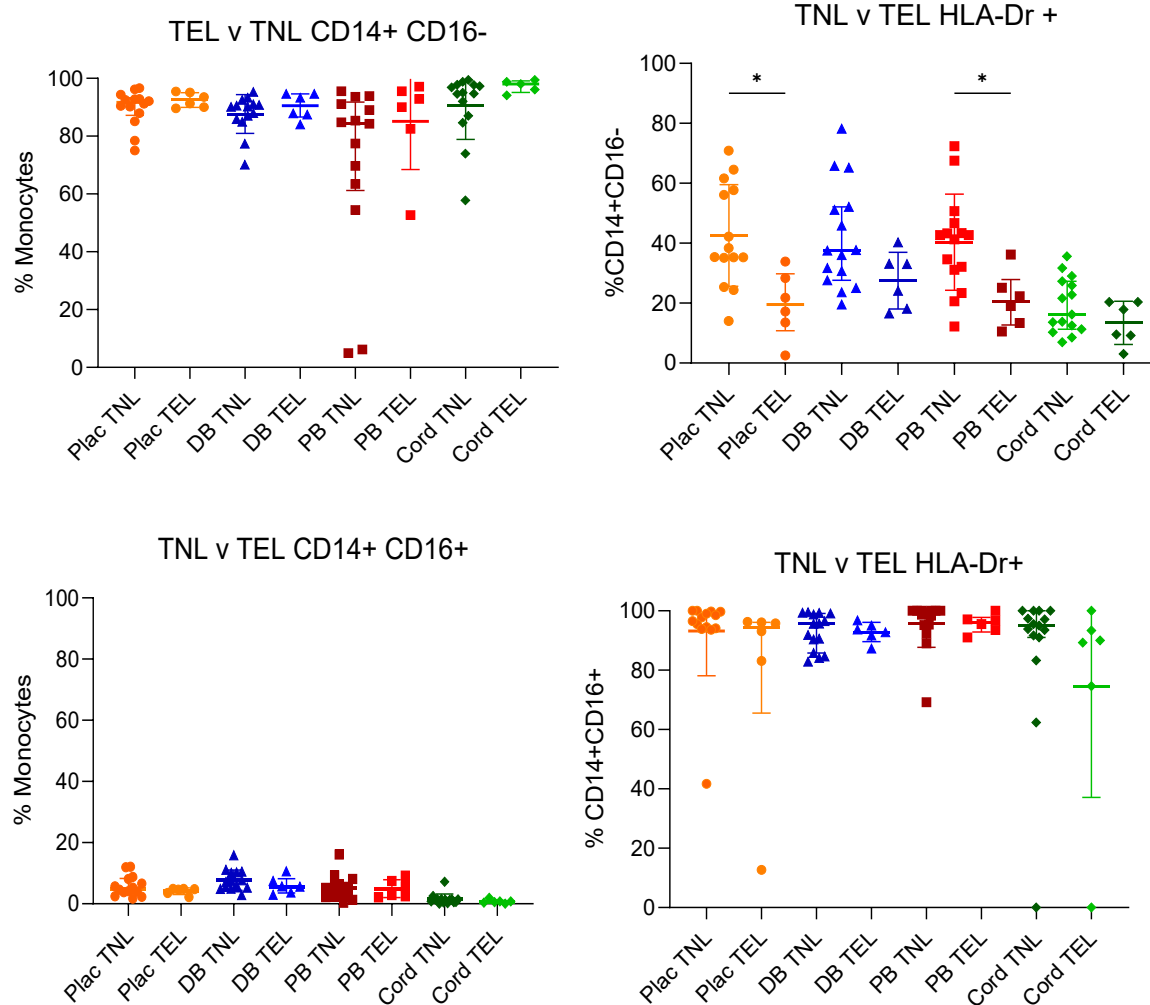 TEL v TNL CD14+ CD16-
% Monocytes
100
80
60
40
20
0
Plac TNL
Plac TEL
DB TNL
DB TEL
PB TNL
PB TEL
Cord TNL
Cord TEL
TNL v TEL HLA-Dr +
%CD14+CD16-
100
80
60
40
20
0
*
*
Plac TNL
Plac TEL
DB TNL
DB TEL
PB TNL
PB TEL
Cord TNL
Cord TEL
TNL v TEL CD14+ CD16+
% Monocytes
100
80
60
40
20
0
Plac TNL
Plac TEL
DB TNL
DB TEL
PB TNL
PB TEL
Cord TNL
Cord TEL
TNL v TEL HLA-Dr+
% CD14+CD16+
100
80
60
40
20
0
Plac TNL
Plac TEL
DB TNL
DB TEL
PB TNL
PB TEL
Cord TNL
Cord TEL